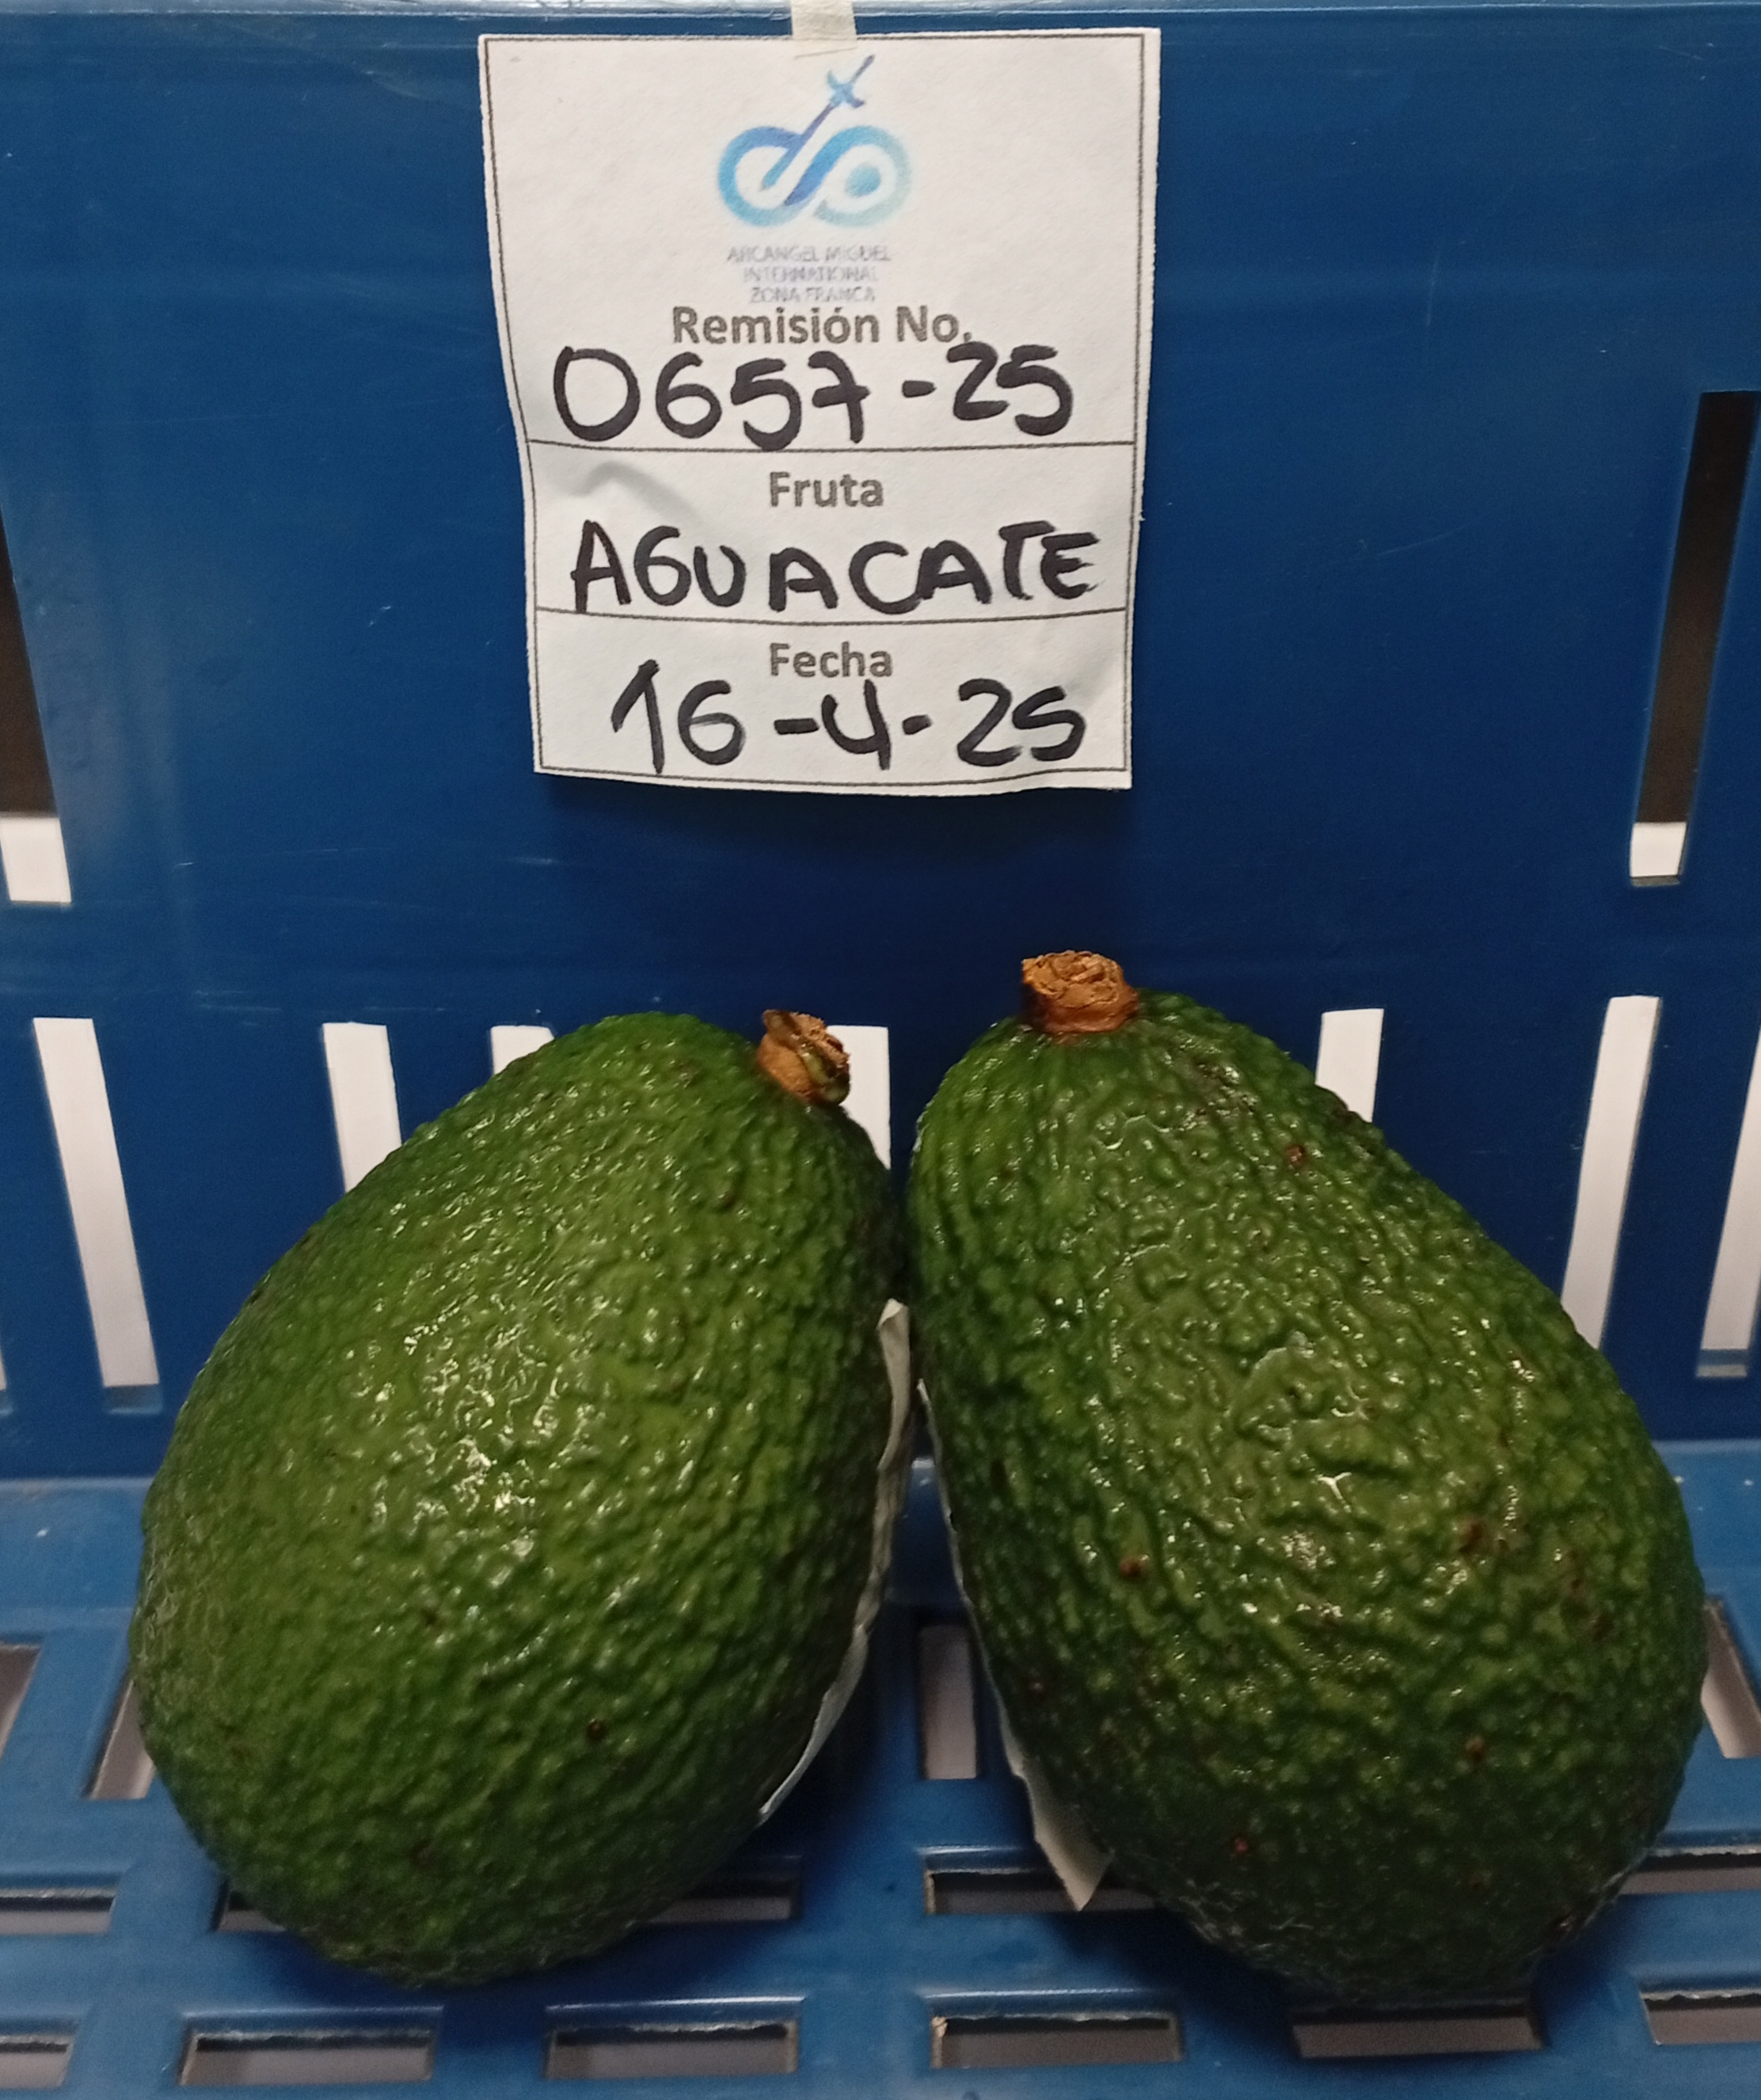 ARCANGEL MIGUEL
INTERNATIONAL
ZONA FRANCA
Remisión No.
0657-25
Fruta
AGUACATE
Fecha
16-4-25